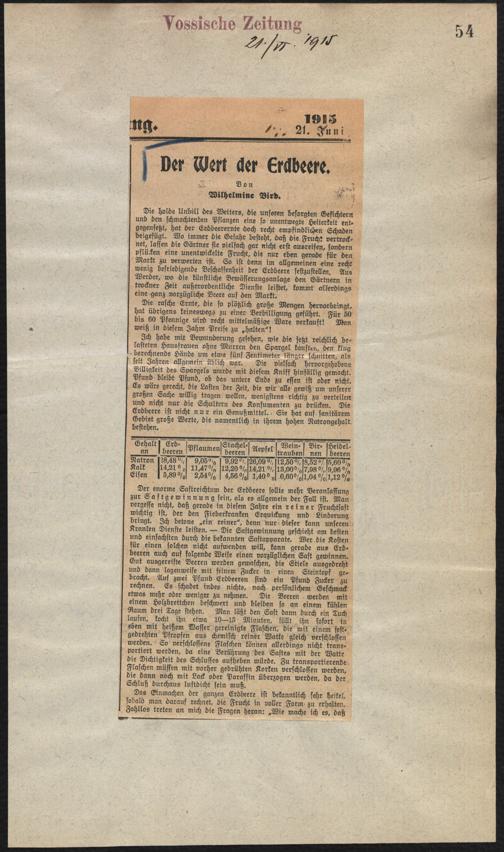 Vossische Zeitung
54
21./VI. 1915
ng.
1915
21. Juni
Der Wert der Erdbeere.
Von
Wilhelmine Bird.
Die holde Unbill des Wetters, die unseren besorgten Gesichtern
und den schmachtenden Pflanzen eine so unentwegte Heiterkeit ent-
gegensetzt, hat der Erdbeerernte doch recht empfindlichen Schaden
beigefügt. Wo immer die Gefahr besteht, daß die Frucht vertrock-
net, lassen die Gärtner sie vielfach gar nicht erst ausreifen, sondern
pflücken eine unentwickelte Frucht, die nur eben gerade für den
Markt zu verwerten ist. So ist denn im allgemeinen eine recht
wenig befriedigende Beschaffenheit der Erdbeere festzustellen. Aus
Werder, wo die künstliche Bewässerungsanlage den Gärtnern in
trockner Zeit außerordentliche Dienste leistet, kommt allerdings
eine ganz vorzügliche Beere auf den Markt.
Die rasche Ernte, die so plötzlich große Mengen hervorbringt,
hat übrigens keineswegs zu einer Verbilligung geführt. Für 50
bis 60 Pfennige wird recht mittelmäßige Ware verkauft! Man
weiß in diesem Jahre Preise zu „halten“!
Ich habe mit Bewunderung gesehen, wie die jetzt reichlich be-
lasteten Hausfrauen ohne Murren den Spargel kauften, den klug
berechnende Hände um etwa fünf Zentimeter länger schnitten, als
seit Jahren allgemein üblich war. Die vielfach hervorgehobene
Billigkeit des Spargels wurde mit diesem Kniff hinfällig gemacht.
Pfund bleibt Pfund, ob das untere Ende zu essen ist oder nicht.
Es wäre gerecht, die Lasten der Zeit, die wir alle gewiß um unserer
großen Sache willig tragen wollen, wenigstens richtig zu verteilen
und nicht nur die Schultern des Konsumenten zu drücken. Die
Erdbeere ist nicht nur ein Genußmittel. Sie hat auf sanitärem
Gebiet große Werte, die namentlich in ihrem hohen Natrongehalt
bestehen.
Gehalt an Erd-beeren Pflaumen Stachel-beeren Aepfel Wein-trauben Bir-nen Heidel-beeren
Natron
Kalk
Eisen
Der enorme Saftreichtum der Erdbeere sollte mehr Veranlassung
zur Saftgewinnung sein, als es allgemein der Fall ist. Man
vergesse nicht, daß gerade in diesem Jahre ein reiner Fruchtsaft
wichtig ist, der den Fieberkranken Erquickung und Linderung
bringt. Ich betone „ein reiner“, denn nur dieser kann unseren
Kranken Dienste leisten. — Die Saftgewinnung geschieht am besten
und einfachsten durch die bekannten Saftapparate. Wer die Kosten
für einen solchen nicht aufwenden will, kann gerade aus Erd-
beeren auch auf folgende Weise einen vorzüglichen Saft gewinnen.
Gut ausgereifte Beeren werden gewaschen, die Stiele ausgedreht
und dann lagenweise mit feinem Zucker in einen Steintopf ge-
bracht. Auf zwei Pfund Erdbeeren sind ein Pfund Zucker zu
rechnen. Es schadet indes nichts, nach persönlichem Geschmack
etwas mehr oder weniger zu nehmen. Die Beeren werden mit
einem Holzbrettchen beschwert und bleiben so an einem kühlen
Raum drei Tage stehen. Man läßt den Saft dann durch ein Tuch
laufen, kocht ihn etwa 10—15 Minuten, füllt ihn sofort in
eben mit heißem Wasser gereinigte Flaschen, die mit einem fest-
gedrehten Pfropfen aus chemisch reiner Watte gleich verschlossen
werden. So verschlossene Flaschen können allerdings nicht trans-
portiert werden, da eine Berührung des Saftes mit der Watte
die Dichtigkeit des Schlusses aufheben würde. Zu transportierende
Flaschen müssen mit vorher gebrühten Korken verschlossen werden,
die dann noch mit Lack oder Paraffin überzogen werden, da der
Schluß durchaus luftdicht sein muß.
Das Einmachen der ganzen Erdbeere ist bekanntlich sehr heikel,
sobald man darauf rechnet, die Frucht in voller Form zu erhalten.
Zahllos treten an mich die Fragen heran: „Wie mache ich es, daß